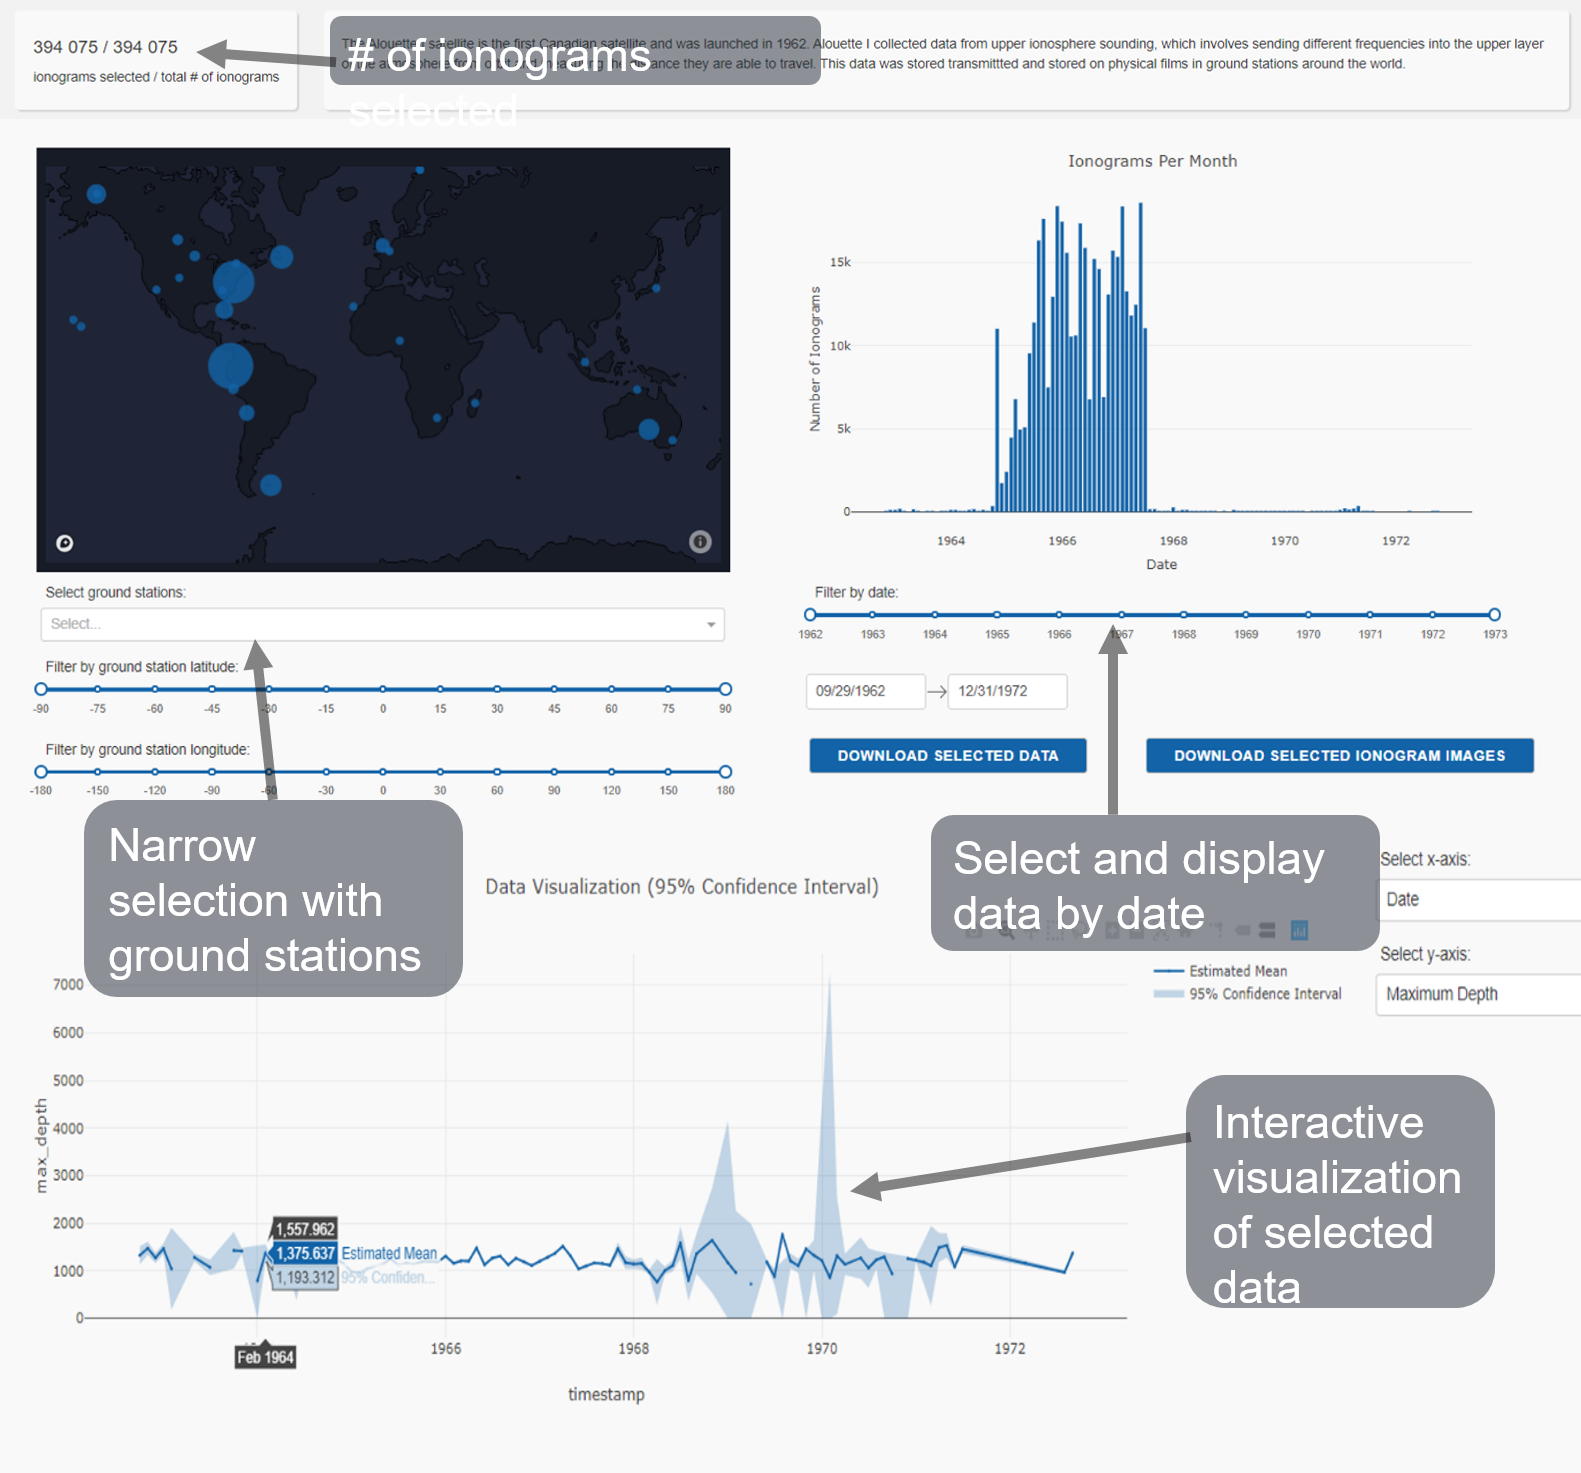 394 075 / 394 075
ionograms selected / total # of ionograms
# of ionograms
selected
The Alouette satellite is the first Canadian satellite and was launched in 1962. Alouette I collected data from upper ionosphere sounding, which involves sending different frequencies into the upper layer
the distance they are able to travel. This data was stored transmittted and stored on physical films in ground stations around the world.
Select ground stations:
Select...
Filter by ground station latitude:
-90 -75 -60 -45 -30 -15 0 15 30 45 60 75 90
Filter by ground station longitude:
-180 -150 -120 -90 -60 -30 0 30 60 90 120 150 180
Narrow
selection with
ground stations
Ionograms Per Month
Number of Ionograms
15k
10k
5k
0
1964 1966 1968 1970 1972
Date
Filter by date:
1962 1963 1964 1965 1966 1967 1968 1969 1970 1971 1972 1973
09/29/1962 12/31/1972
DOWNLOAD SELECTED DATA DOWNLOAD SELECTED IONOGRAM IMAGES
Select and display
data by date
Select x-axis:
Date
Select y-axis:
Maximum Depth
Data Visualization (95% Confidence Interval)
Estimated Mean
95% Confidence Interval
max_depth
7000
6000
5000
4000
3000
2000
1000
0
1,557.962
1,375.637 Estimated Mean
1,193.312 95% Confiden...
Feb 1964
1966 1968 1970 1972
timestamp
Interactive
visualization
of selected
data